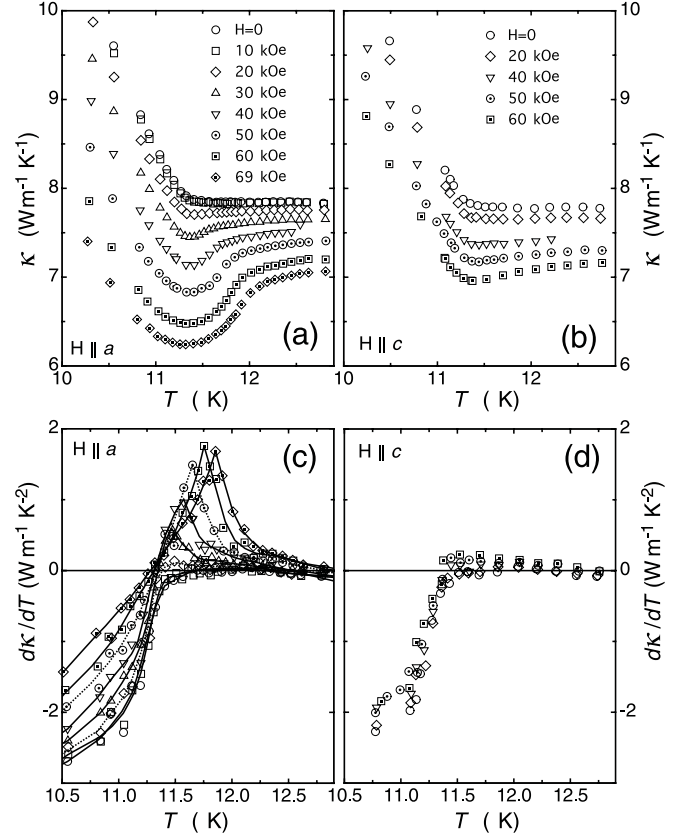 10
9
8
7
6
κ (Wm⁻¹ K⁻¹)
H=0
10 kOe
20 kOe
30 kOe
40 kOe
50 kOe
60 kOe
69 kOe
H ∥ a
(a)
10 11 12
T ( K)
H=0
20 kOe
40 kOe
50 kOe
60 kOe
H ∥ c
(b)
10
9
8
7
6
κ (Wm⁻¹ K⁻¹)
10 11 12
T ( K)
2
0
-2
dκ/dT (W m⁻¹ K⁻²)
H ∥ a
(c)
10.5 11.0 11.5 12.0 12.5
T ( K)
H ∥ c
(d)
2
0
-2
dκ/dT (W m⁻¹ K⁻²)
10.5 11.0 11.5 12.0 12.5
T ( K)